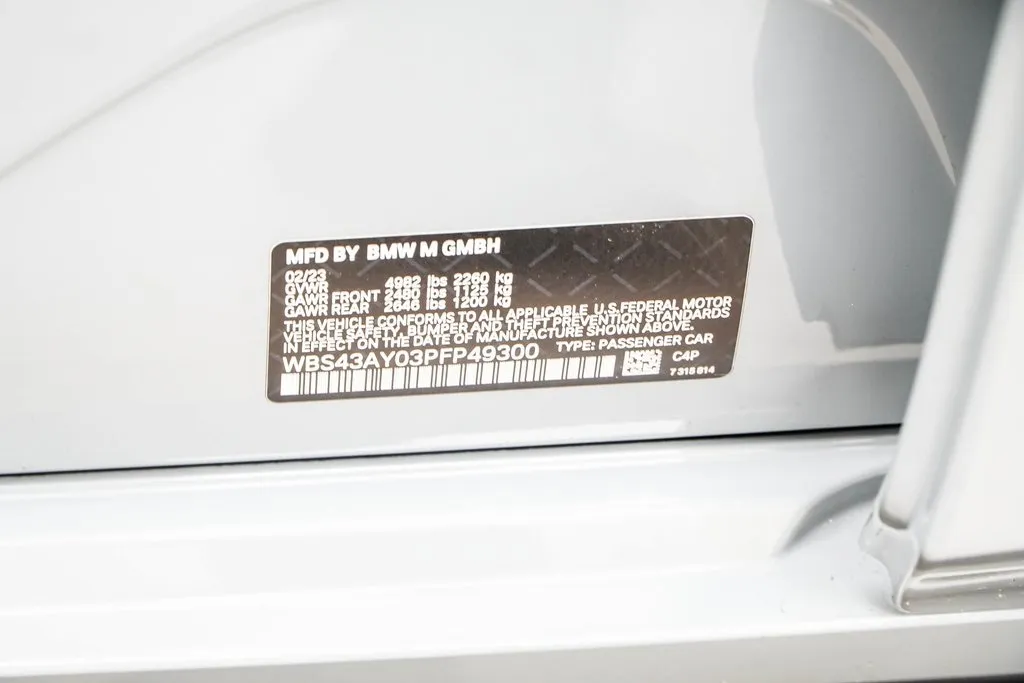 MFD BY BMW M GMBH
02/23
GVWR 4982 lbs 2260 kg
GAWR FRONT 2480 lbs 1125 kg
GAWR REAR 2646 lbs 1200 kg
THIS VEHICLE CONFORMS TO ALL APPLICABLE U.S.FEDERAL MOTOR
VEHICLE SAFETY, BUMPER AND THEFT PREVENTION STANDARDS
IN EFFECT ON THE DATE OF MANUFACTURE SHOWN ABOVE.
WBS43AY03PFP49300 TYPE: PASSENGER CAR
C4P
7 315 814